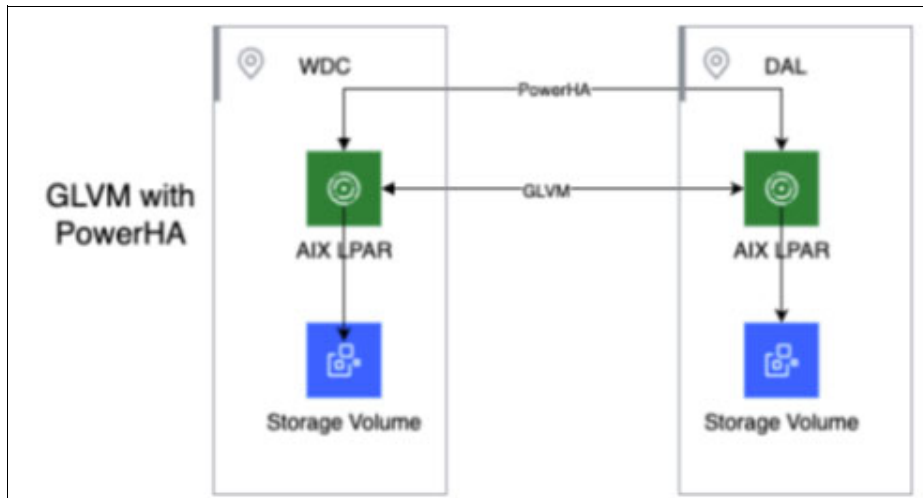 WDC
DAL
PowerHA
GLVM with
PowerHA
GLVM
AIX LPAR
AIX LPAR
Storage Volume
Storage Volume